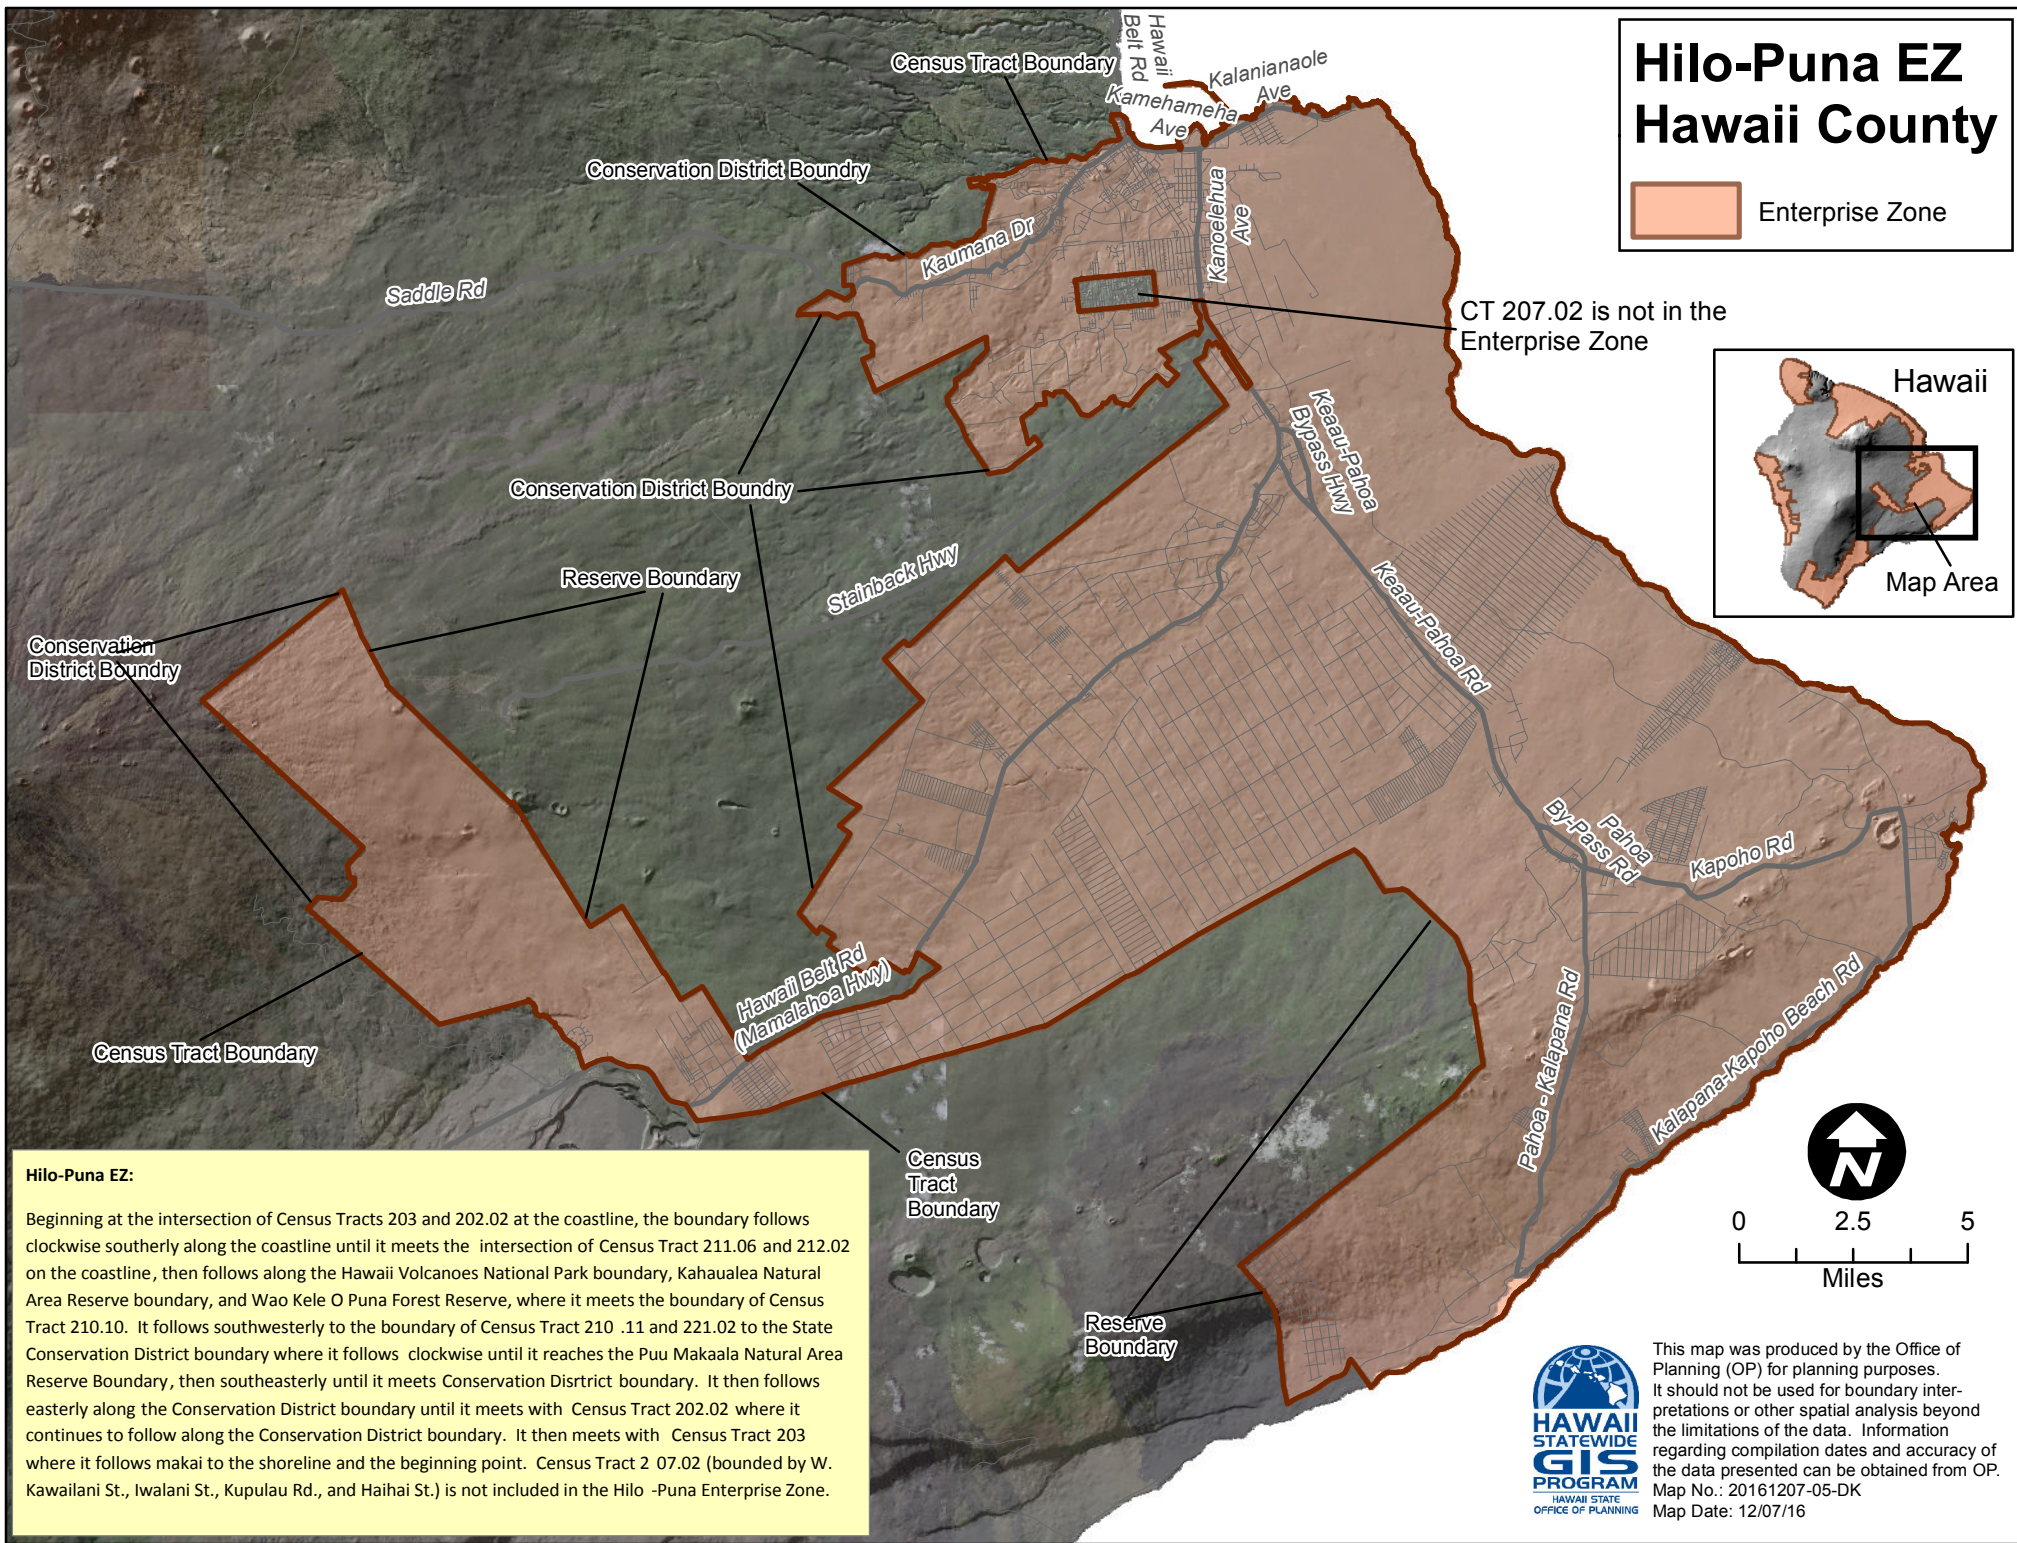 Hilo-Puna EZ
Hawaii County
Enterprise Zone
Hawaii
Belt Rd
Kalanianaole
Ave
Kamehameha
Ave
Census Tract Boundary
Conservation District Boundry
Kaumana Dr
Kanoelehua
Ave
Saddle Rd
CT 207.02 is not in the
Enterprise Zone
Hawaii
Map Area
Keaau-Pahoa
Bypass Hwy
Conservation District Boundry
Stainback Hwy
Reserve Boundary
Keaau-Pahoa Rd
Conservation
District Boundry
Pahoa
By-Pass Rd
Kapoho Rd
Hawaii Belt Rd
(Mamalahoa Hwy)
Census Tract Boundary
Pahoa - Kalapana Rd
Kalapana-Kapoho Beach Rd
Census
Tract
Boundary
Reserve
Boundary
N
0 2.5 5
Miles
Hilo-Puna EZ:
Beginning at the intersection of Census Tracts 203 and 202.02 at the coastline, the boundary follows
clockwise southerly along the coastline until it meets the intersection of Census Tract 211.06 and 212.02
on the coastline, then follows along the Hawaii Volcanoes National Park boundary, Kahaualea Natural
Area Reserve boundary, and Wao Kele O Puna Forest Reserve, where it meets the boundary of Census
Tract 210.10. It follows southwesterly to the boundary of Census Tract 210 .11 and 221.02 to the State
Conservation District boundary where it follows clockwise until it reaches the Puu Makaala Natural Area
Reserve Boundary, then southeasterly until it meets Conservation Disrtrict boundary. It then follows
easterly along the Conservation District boundary until it meets with Census Tract 202.02 where it
continues to follow along the Conservation District boundary. It then meets with Census Tract 203
where it follows makai to the shoreline and the beginning point. Census Tract 2 07.02 (bounded by W.
Kawailani St., Iwalani St., Kupulau Rd., and Haihai St.) is not included in the Hilo -Puna Enterprise Zone.
HAWAII
STATEWIDE
GIS
PROGRAM
HAWAII STATE
OFFICE OF PLANNING
This map was produced by the Office of
Planning (OP) for planning purposes.
It should not be used for boundary inter-
pretations or other spatial analysis beyond
the limitations of the data. Information
regarding compilation dates and accuracy of
the data presented can be obtained from OP.
Map No.: 20161207-05-DK
Map Date: 12/07/16